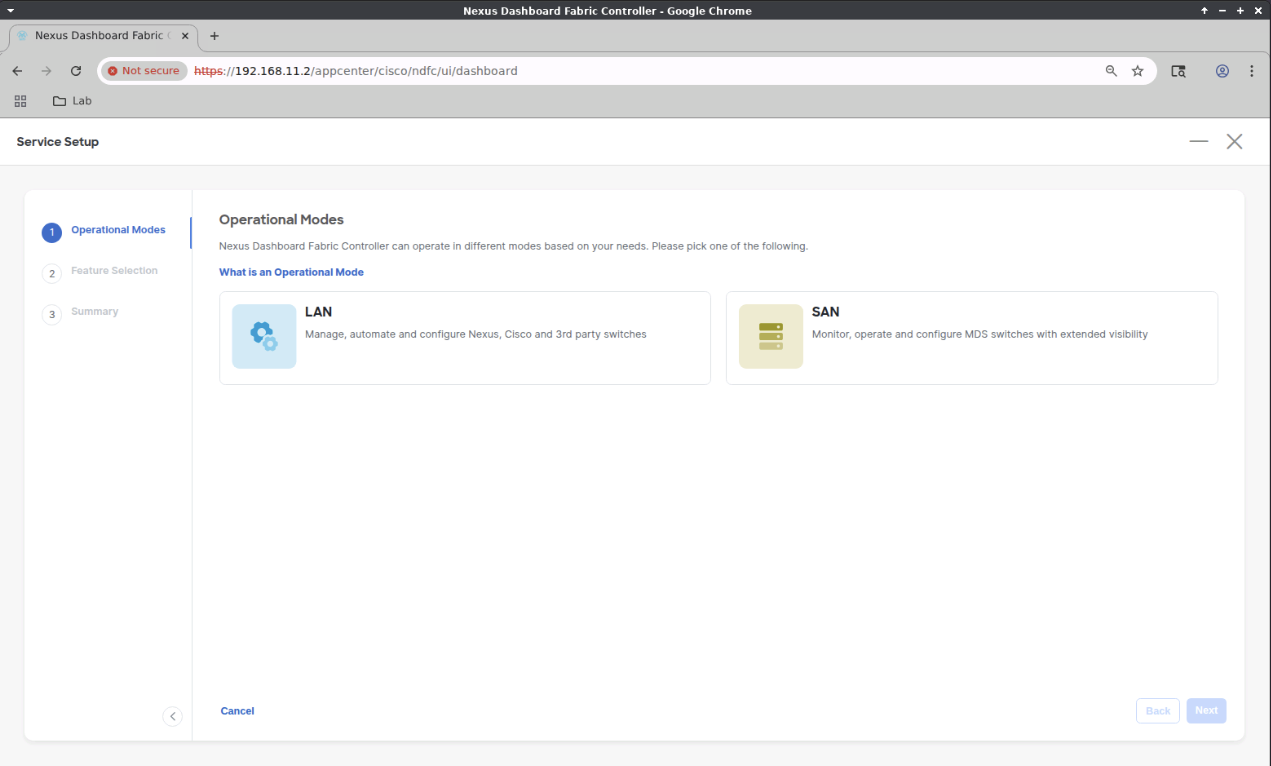 Nexus Dashboard Fabric Controller - Google Chrome
Nexus Dashboard Fabric
Not secure https://192.168.11.2/appcenter/cisco/ndfc/ui/dashboard
Lab
Service Setup
1 Operational Modes
2 Feature Selection
3 Summary
Operational Modes
Nexus Dashboard Fabric Controller can operate in different modes based on your needs. Please pick one of the following.
What is an Operational Mode
LAN
Manage, automate and configure Nexus, Cisco and 3rd party switches
SAN
Monitor, operate and configure MDS switches with extended visibility
Cancel
Back
Next